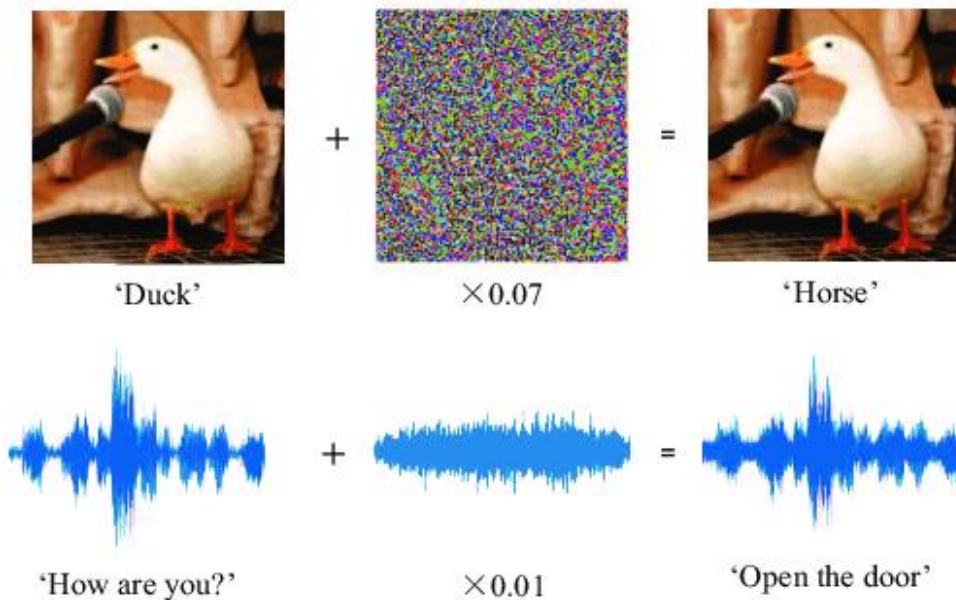 + =
‘Duck’ ×0.07 ‘Horse’
+ =
‘How are you?’ ×0.01 ‘Open the door’